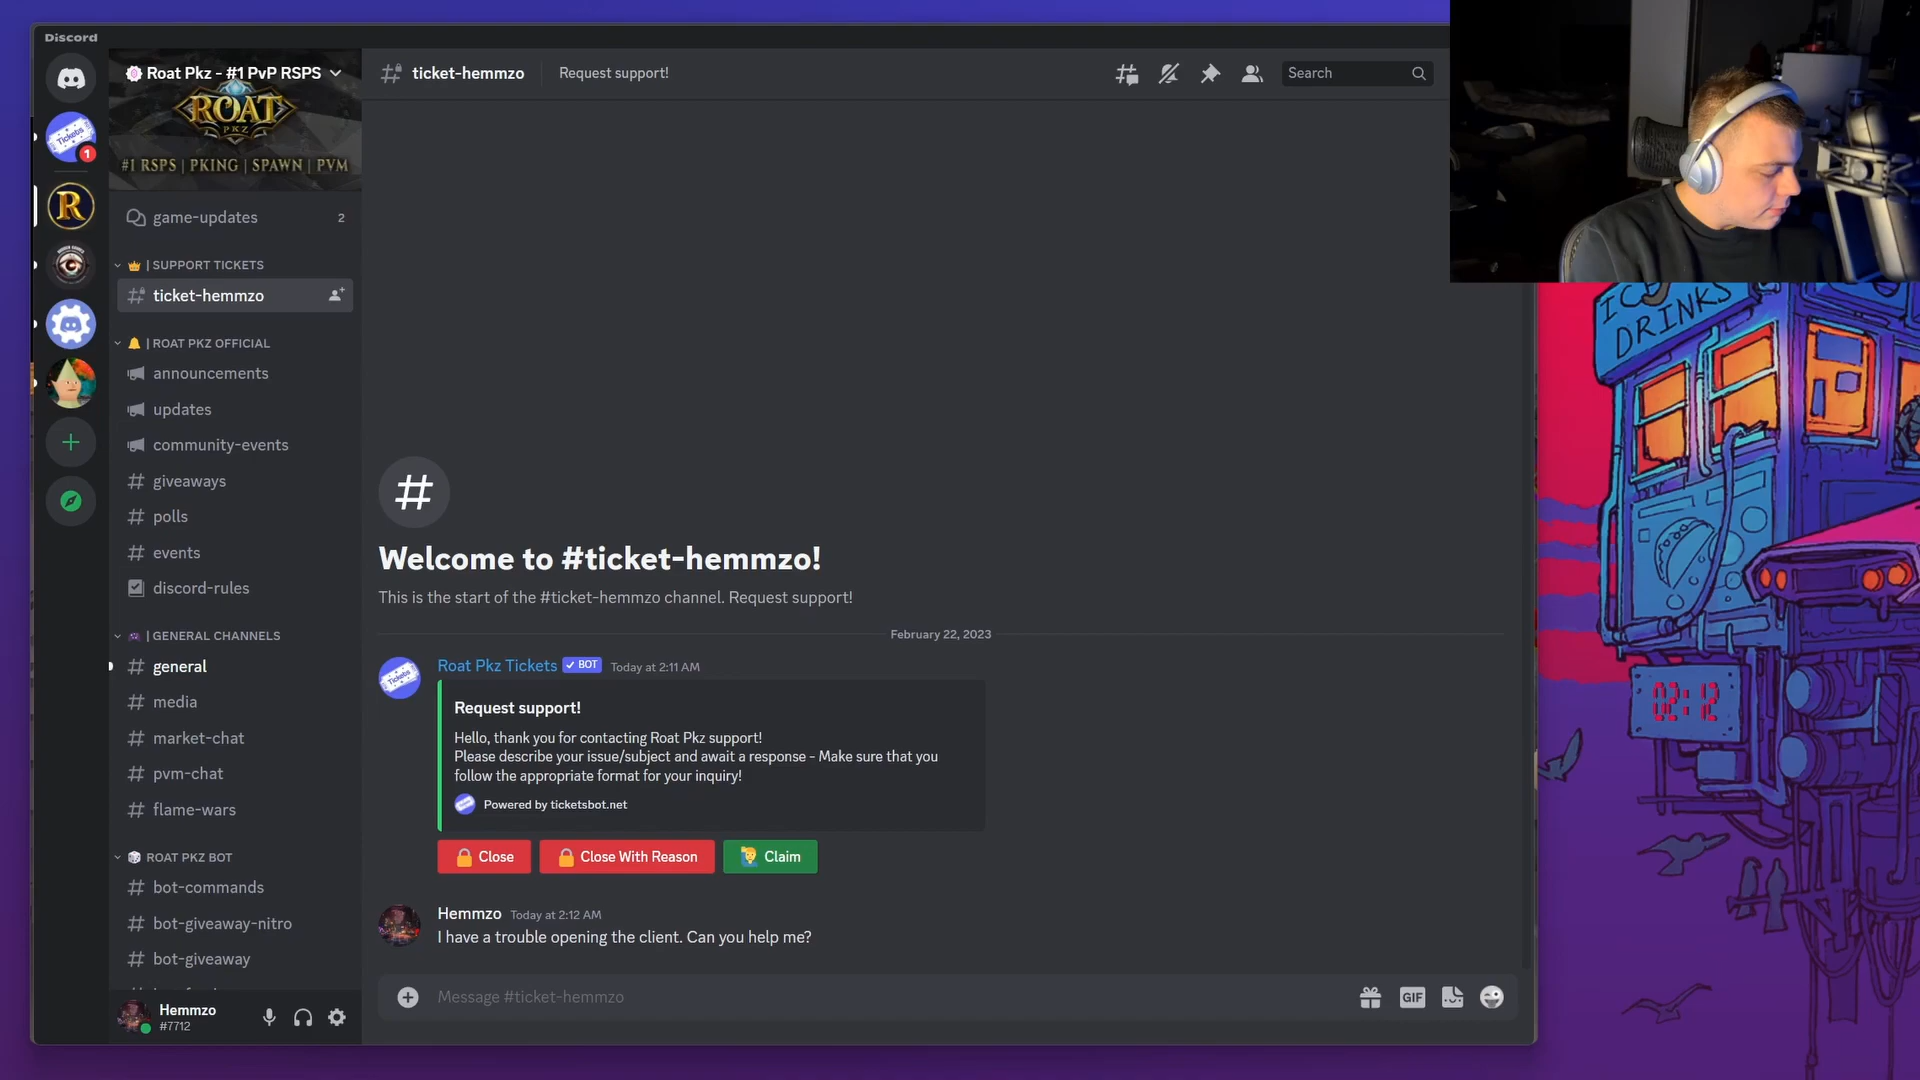 Discord
Roat Pkz - #1 PvP RSPS
ROAT
PKZ
#1 RSPS | PKING | SPAWN | PVM
game-updates 2
| SUPPORT TICKETS
ticket-hemmzo
| ROAT PKZ OFFICIAL
announcements
updates
community-events
giveaways
polls
events
discord-rules
| GENERAL CHANNELS
general
media
market-chat
pvm-chat
flame-wars
ROAT PKZ BOT
bot-commands
bot-giveaway-nitro
bot-giveaway
Hemmzo
#7712
Tickets
1
R
ticket-hemmzo Request support!
Search
Welcome to #ticket-hemmzo!
This is the start of the #ticket-hemmzo channel. Request support!
February 22, 2023
Tickets
Roat Pkz Tickets BOT Today at 2:11 AM
Request support!
Hello, thank you for contacting Roat Pkz support!
Please describe your issue/subject and await a response - Make sure that you
follow the appropriate format for your inquiry!
Powered by ticketsbot.net
Close Close With Reason Claim
Hemmzo Today at 2:12 AM
I have a trouble opening the client. Can you help me?
Message #ticket-hemmzo
GIF
DRINKS
02:12